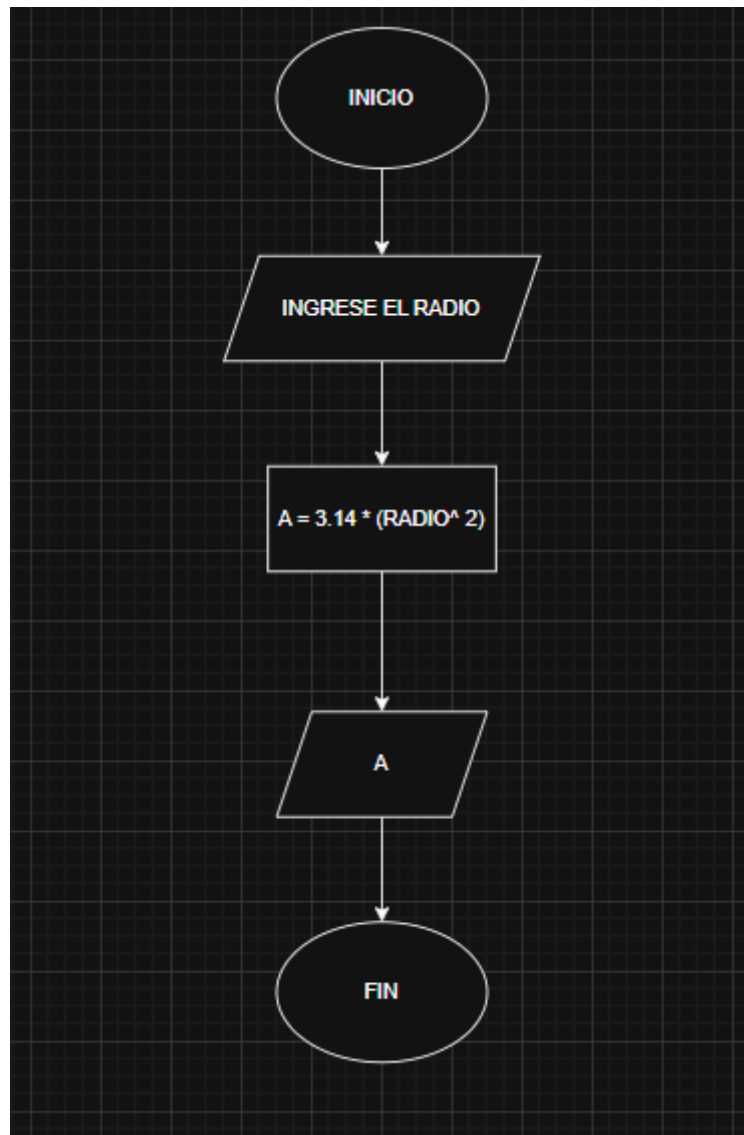 INICIO
INGRESE EL RADIO
A = 3.14 * (RADIO^ 2)
A
FIN